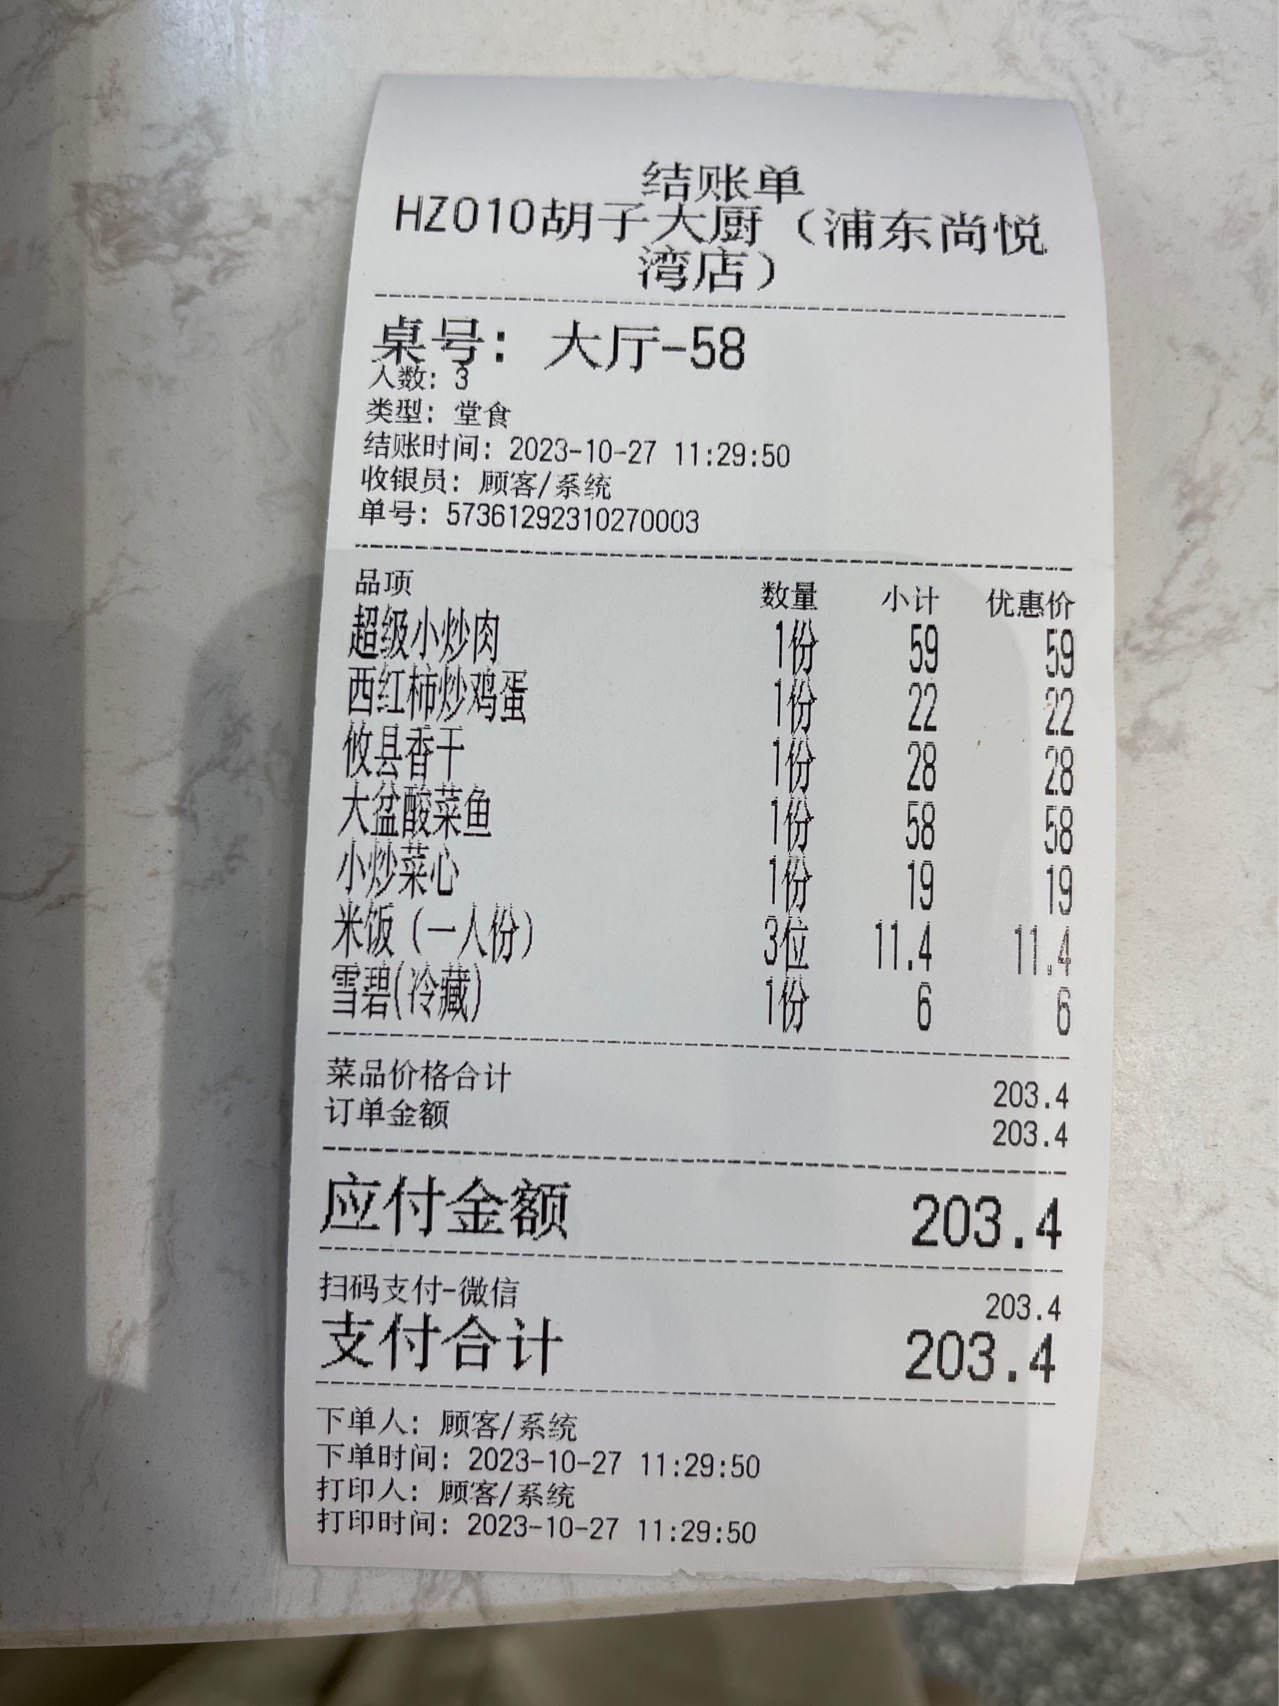 结账单
HZ010胡子大厨（浦东尚悦
湾店）
桌号：大厅-58
人数：3
类型：堂食
结账时间：2023-10-27 11:29:50
收银员：顾客/系统
单号：573612923102​70003
品项 数量 小计 优惠价
超级小炒肉 1份 59 59
西红柿炒鸡蛋 1份 22 22
攸县香干 1份 28 28
大盆酸菜鱼 1份 58 58
小炒菜心 1份 19 19
米饭（一人份） 3位 11.4 11.4
雪碧(冷藏) 1份 6 6
菜品价格合计 203.4
订单金额 203.4
应付金额 203.4
扫码支付-微信 203.4
支付合计 203.4
下单人：顾客/系统
下单时间：2023-10-27 11:29:50
打印人：顾客/系统
打印时间：2023-10-27 11:29:50